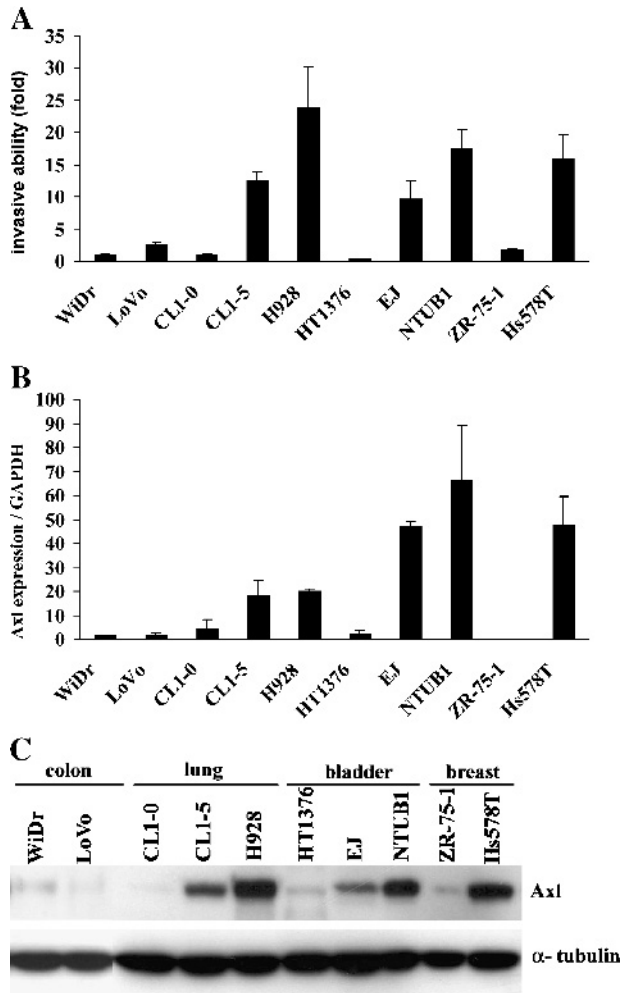 A
invasive ability (fold)
35
30
25
20
15
10
5
0
WiDr
LoVo
CL1-0
CL1-5
H928
HT1376
EJ
NTUB1
ZR-75-1
Hs578T
B
Axl expression / GAPDH
100
90
80
70
60
50
40
30
20
10
0
WiDr
LoVo
CL1-0
CL1-5
H928
HT1376
EJ
NTUB1
ZR-75-1
Hs578T
C
colon lung bladder breast
WiDr LoVo CL1-0 CL1-5 H928 HT1376 EJ NTUB1 ZR-75-1 Hs578T
Axl
α- tubulin